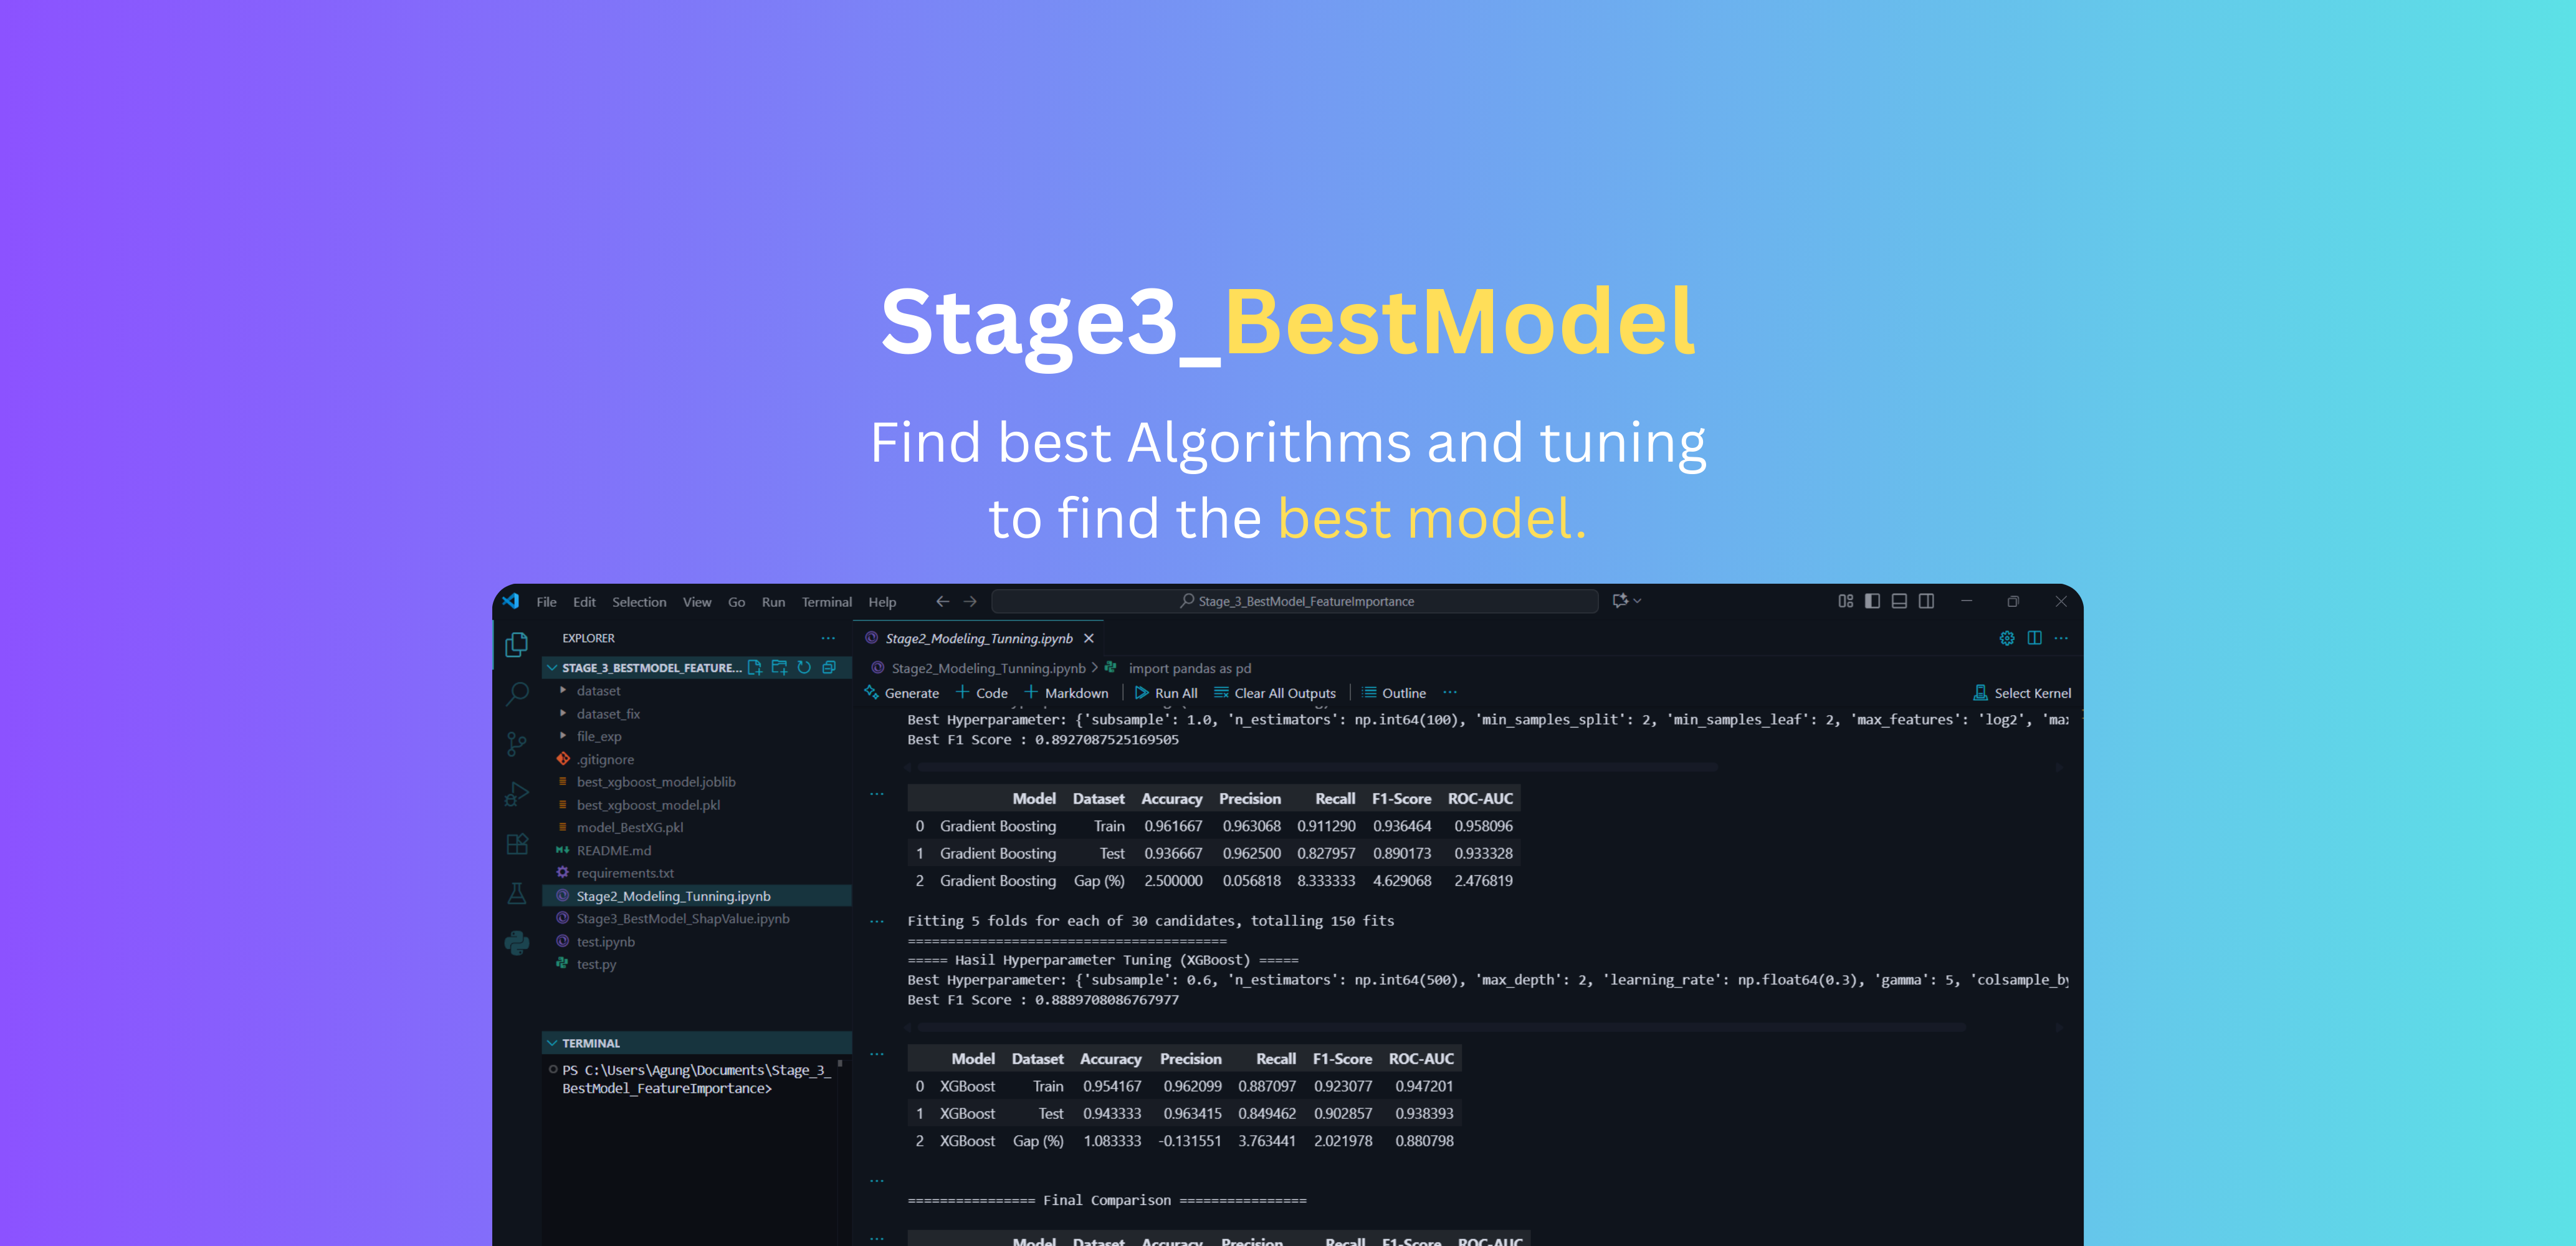 Stage3_BestModel
Find best Algorithms and tuning
to find the best model.
File Edit Selection View Go Run Terminal Help
Stage_3_BestModel_FeatureImportance
EXPLORER
STAGE_3_BESTMODEL_FEATURE...
dataset
dataset_fix
file_exp
.gitignore
best_xgboost_model.joblib
best_xgboost_model.pkl
model_BestXG.pkl
README.md
requirements.txt
Stage2_Modeling_Tunning.ipynb
Stage3_BestModel_ShapValue.ipynb
test.ipynb
test.py
TERMINAL
PS C:\Users\Agung\Documents\Stage_3_
BestModel_FeatureImportance>
Stage2_Modeling_Tunning.ipynb
Stage2_Modeling_Tunning.ipynb > import pandas as pd
Generate + Code + Markdown | Run All Clear All Outputs | Outline ... Select Kernel
Best Hyperparameter: {'subsample': 1.0, 'n_estimators': np.int64(100), 'min_samples_split': 2, 'min_samples_leaf': 2, 'max_features': 'log2', 'max
Best F1 Score : 0.8927087525169505
Model Dataset Accuracy Precision Recall F1-Score ROC-AUC
0 Gradient Boosting Train 0.961667 0.963068 0.911290 0.936464 0.958096
1 Gradient Boosting Test 0.936667 0.962500 0.827957 0.890173 0.933328
2 Gradient Boosting Gap (%) 2.500000 0.056818 8.333333 4.629068 2.476819
Fitting 5 folds for each of 30 candidates, totalling 150 fits
========================================
===== Hasil Hyperparameter Tuning (XGBoost) =====
Best Hyperparameter: {'subsample': 0.6, 'n_estimators': np.int64(500), 'max_depth': 2, 'learning_rate': np.float64(0.3), 'gamma': 5, 'colsample_by
Best F1 Score : 0.8889708086767977
Model Dataset Accuracy Precision Recall F1-Score ROC-AUC
0 XGBoost Train 0.954167 0.962099 0.887097 0.923077 0.947201
1 XGBoost Test 0.943333 0.963415 0.849462 0.902857 0.938393
2 XGBoost Gap (%) 1.083333 -0.131551 3.763441 2.021978 0.880798
================ Final Comparison ================
Model Dataset Accuracy Precision Recall F1-Score ROC-AUC